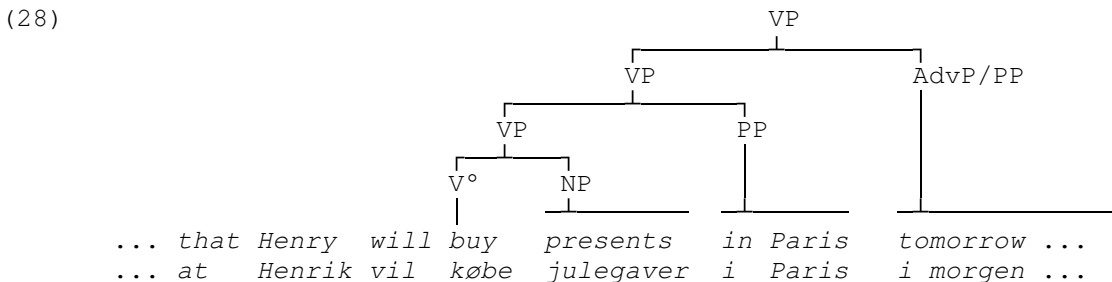 (28) VP
VP AdvP/PP
VP PP
V° NP
... that Henry will buy presents in Paris tomorrow ...
... at Henrik vil købe julegaver i Paris i morgen ...